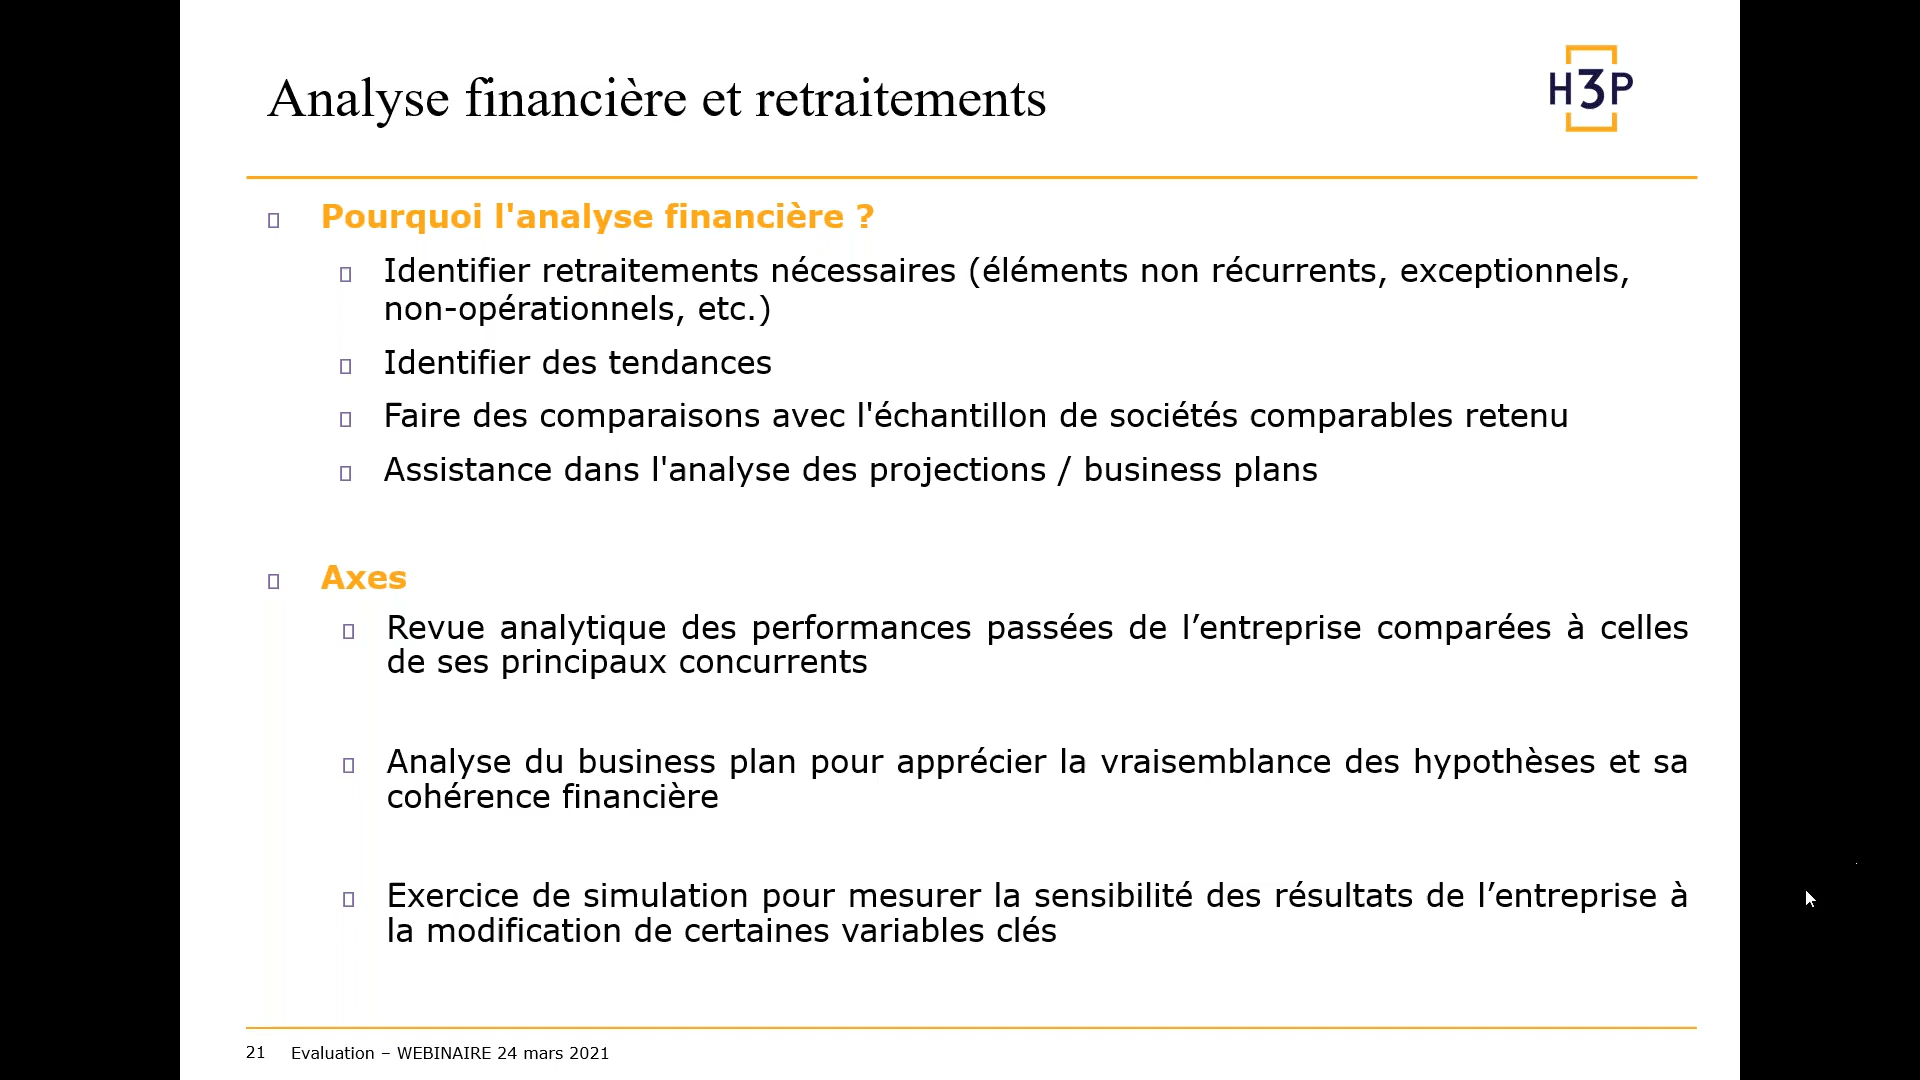 Analyse financière et retraitements
H3P
Pourquoi l'analyse financière ?
Identifier retraitements nécessaires (éléments non récurrents, exceptionnels,
non-opérationnels, etc.)
Identifier des tendances
Faire des comparaisons avec l'échantillon de sociétés comparables retenu
Assistance dans l'analyse des projections / business plans
Axes
Revue analytique des performances passées de l’entreprise comparées à celles
de ses principaux concurrents
Analyse du business plan pour apprécier la vraisemblance des hypothèses et sa
cohérence financière
Exercice de simulation pour mesurer la sensibilité des résultats de l’entreprise à
la modification de certaines variables clés
21 Evaluation – WEBINAIRE 24 mars 2021